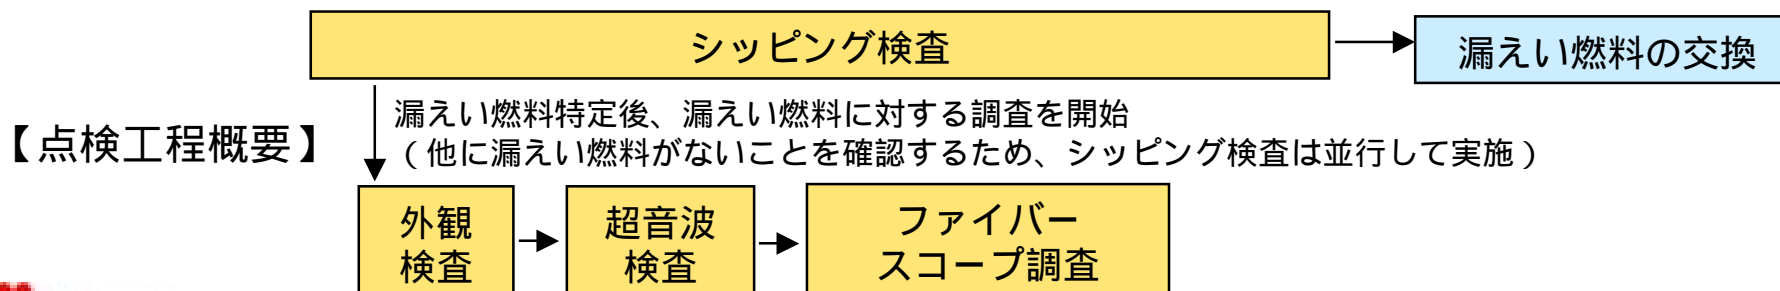 シッピング検査
漏えい燃料の交換
漏えい燃料特定後、漏えい燃料に対する調査を開始
【点検工程概要】
（他に漏えい燃料がないことを確認するため、シッピング検査は並行して実施）
外観
検査
超音波
検査
ファイバー
スコープ調査